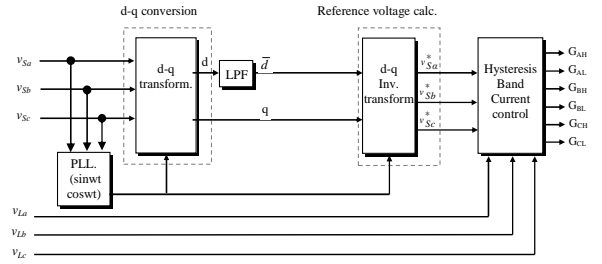 d-q conversion
Reference voltage calc.
vSa
vSb
vSc
d-q
transform.
d
LPF
d̅
q
d-q
Inv.
transform
v*Sa
v*Sb
v*Sc
Hysteresis
Band
Current
control
GAH
GAL
GBH
GBL
GCH
GCL
PLL.
(sinwt
coswt)
vLa
vLb
vLc